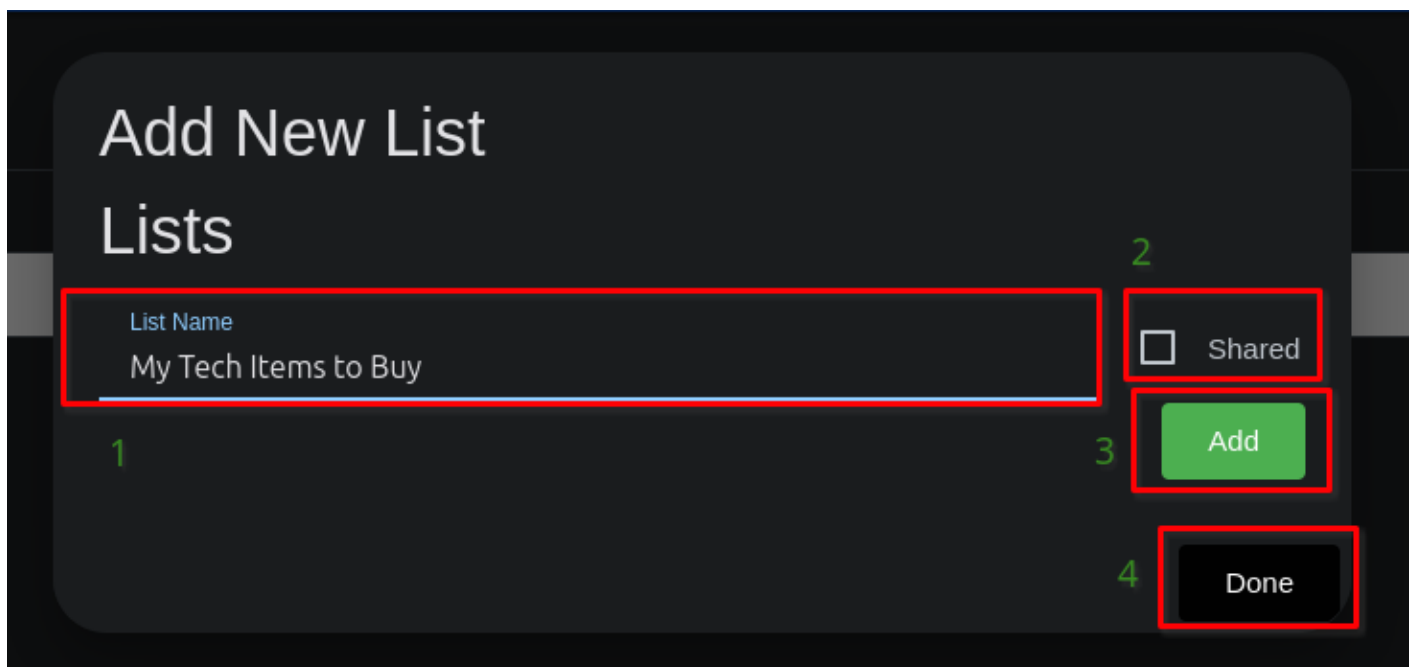 Add New List
Lists
2
List Name
My Tech Items to Buy
Shared
1
3
Add
4
Done